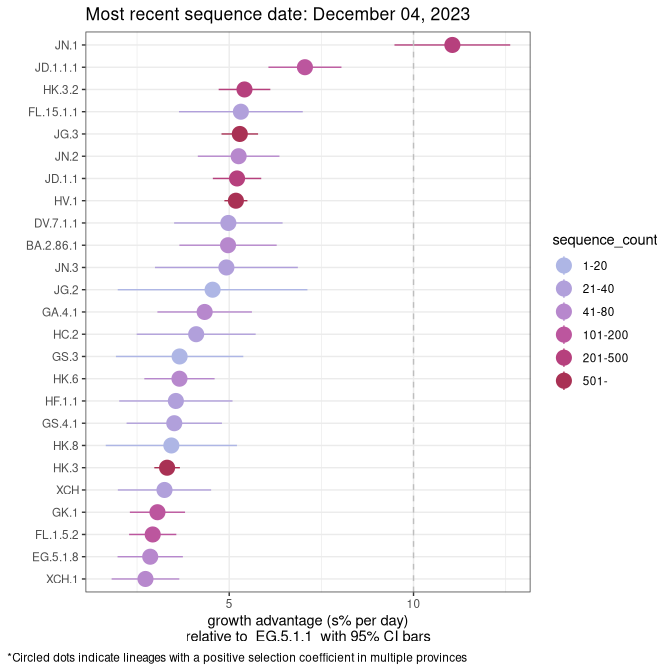 Most recent sequence date: December 04, 2023
JN.1
JD.1.1.1
HK.3.2
FL.15.1.1
JG.3
JN.2
JD.1.1
HV.1
DV.7.1.1
BA.2.86.1
JN.3
JG.2
GA.4.1
HC.2
GS.3
HK.6
HF.1.1
GS.4.1
HK.8
HK.3
XCH
GK.1
FL.1.5.2
EG.5.1.8
XCH.1
5 10
growth advantage (s% per day)
relative to EG.5.1.1 with 95% CI bars
sequence_count
1-20
21-40
41-80
101-200
201-500
501-
*Circled dots indicate lineages with a positive selection coefficient in multiple provinces